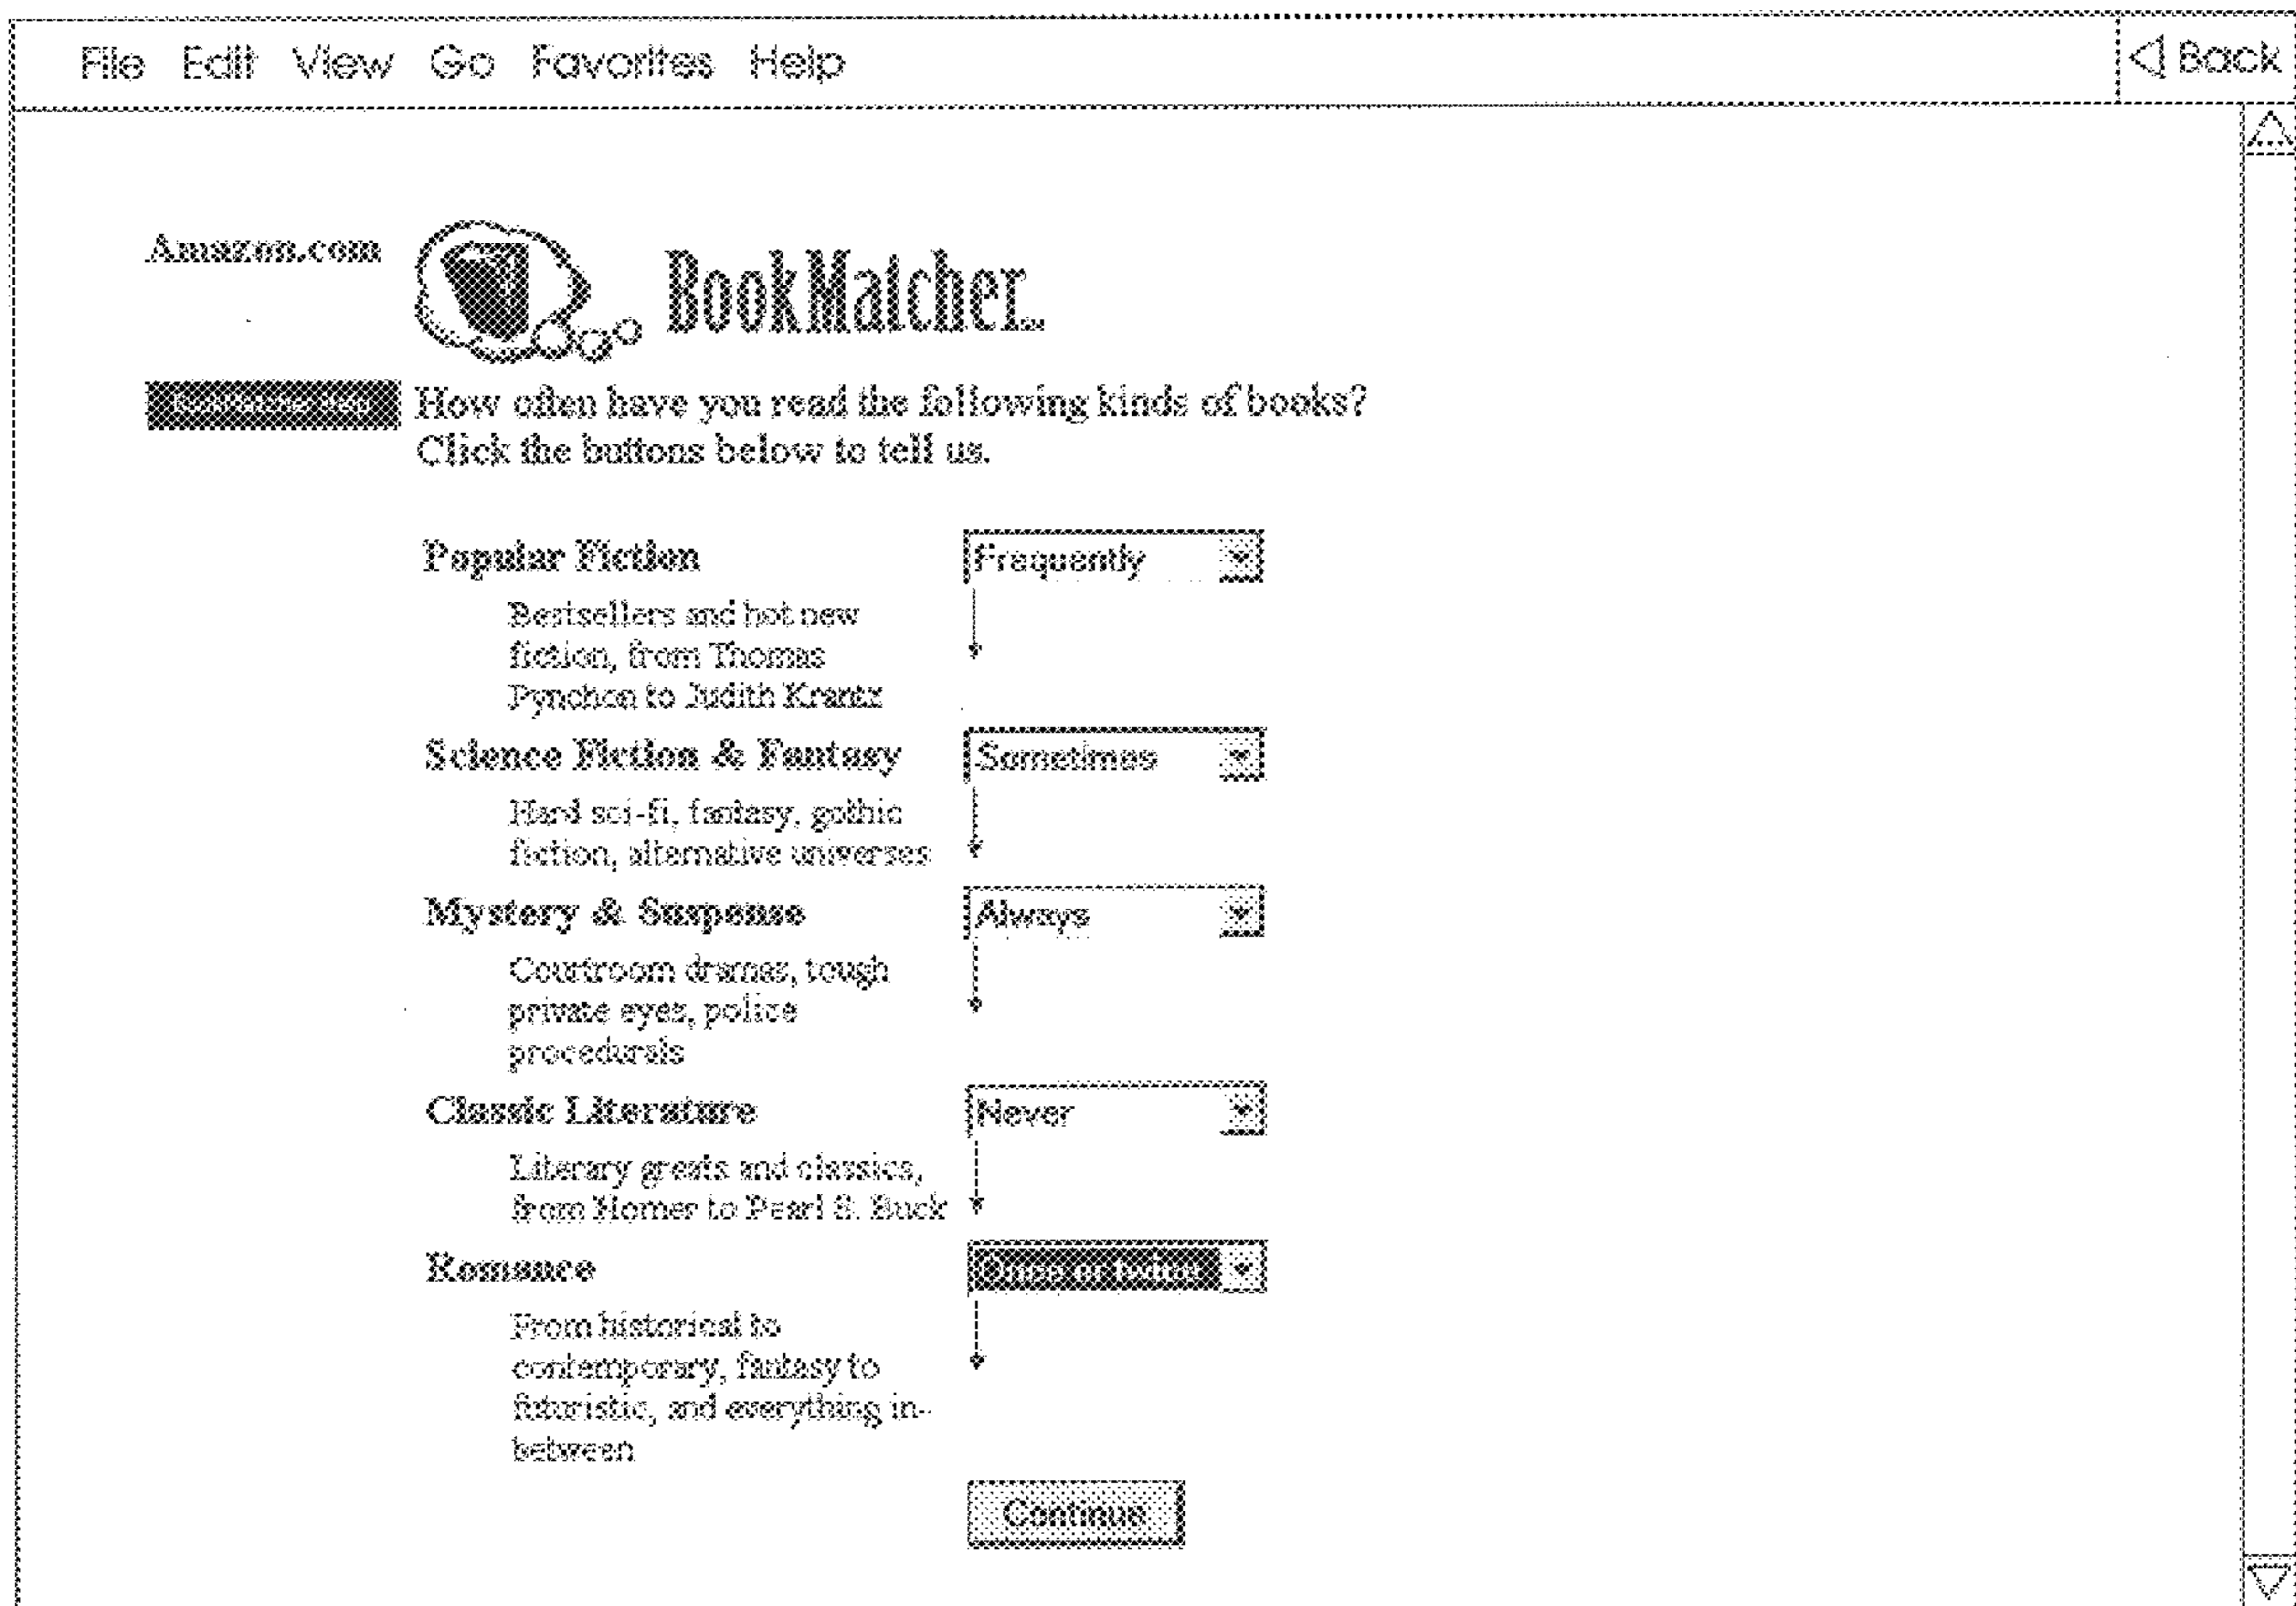 File Edit View Go Favorites Help
Back
Amazon.com
BookMatcher
How often have you read the following kinds of books?
Click the buttons below to tell us.
Popular Fiction
Frequently
Bestsellers and hot new
fiction, from Thomas
Pynchon to Judith Krantz
Science Fiction & Fantasy
Sometimes
Hard sci-fi, fantasy, gothic
fiction, alternative universes
Mystery & Suspense
Always
Courtroom dramas, tough
private eyes, police
procedurals
Classic Literature
Never
Literary greats and classics,
from Homer to Pearl S. Buck
Romance
Once or twice
From historical to
contemporary, fantasy to
futuristic, and everything in-
between
Continue